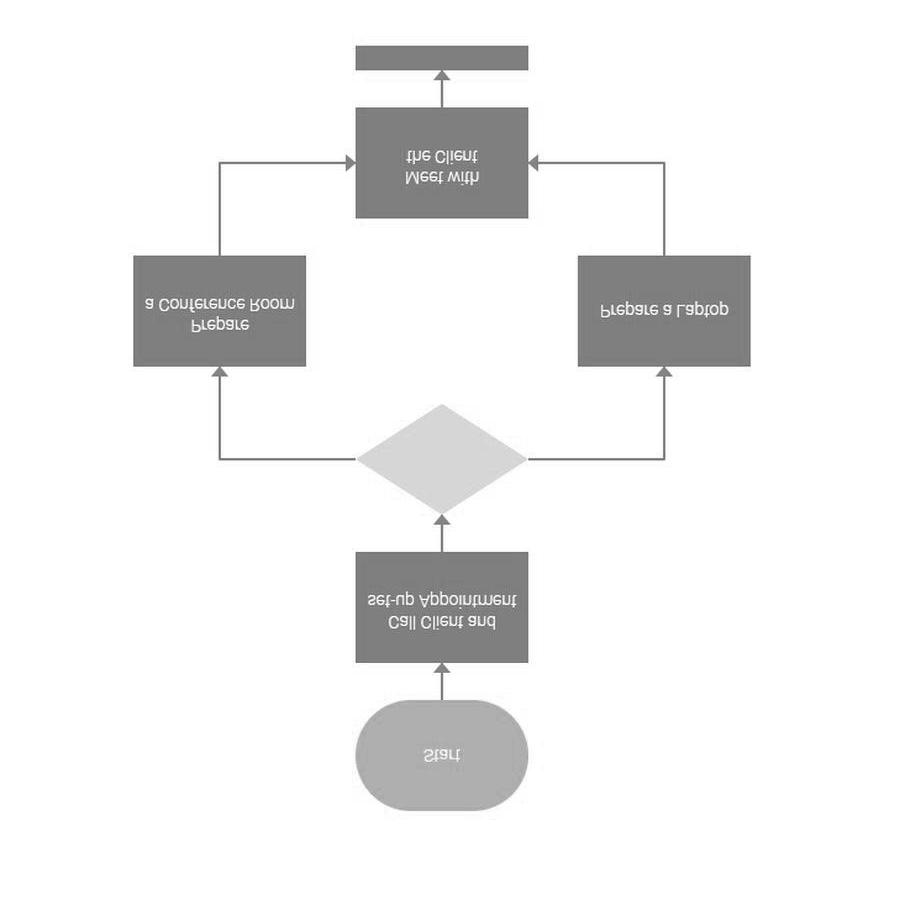 Start
Call Client and
set-up Appointment
Prepare
a Conference Room
Prepare a Laptop
Meet with
the Client